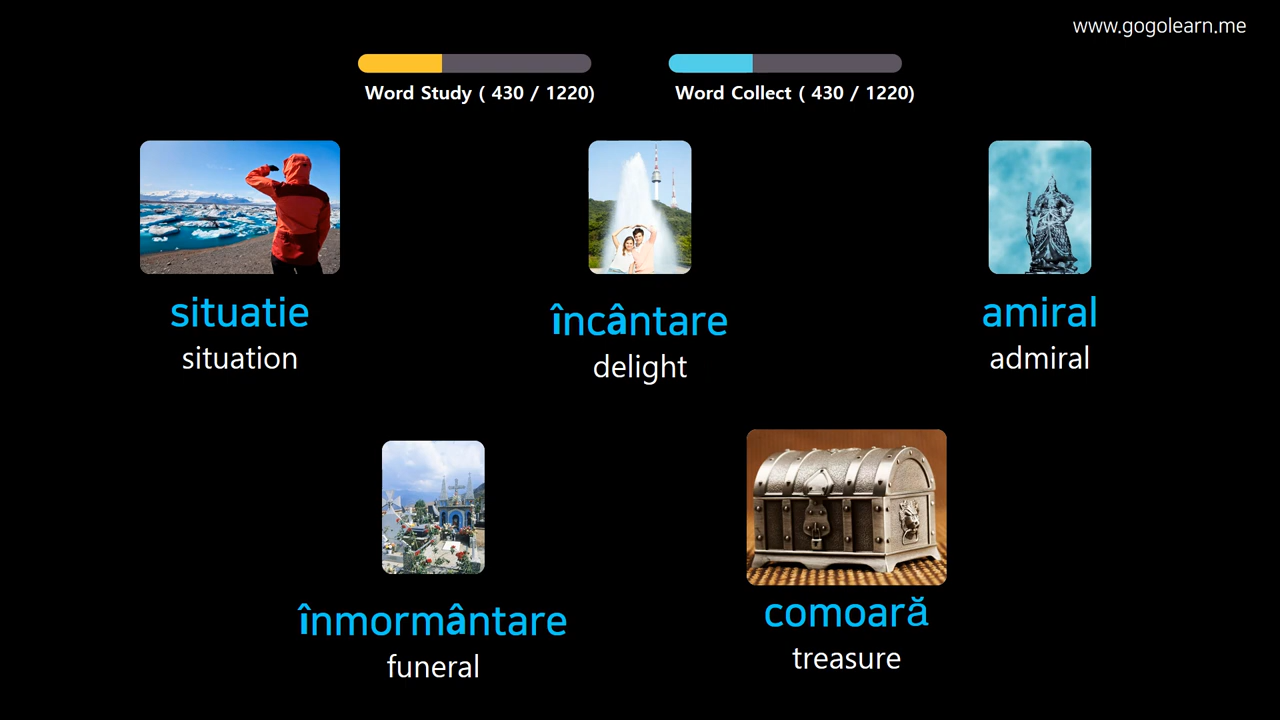 www.gogolearn.me
Word Study ( 430 / 1220)
Word Collect ( 430 / 1220)
situatie
situation
încântare
delight
amiral
admiral
înmormântare
funeral
comoară
treasure